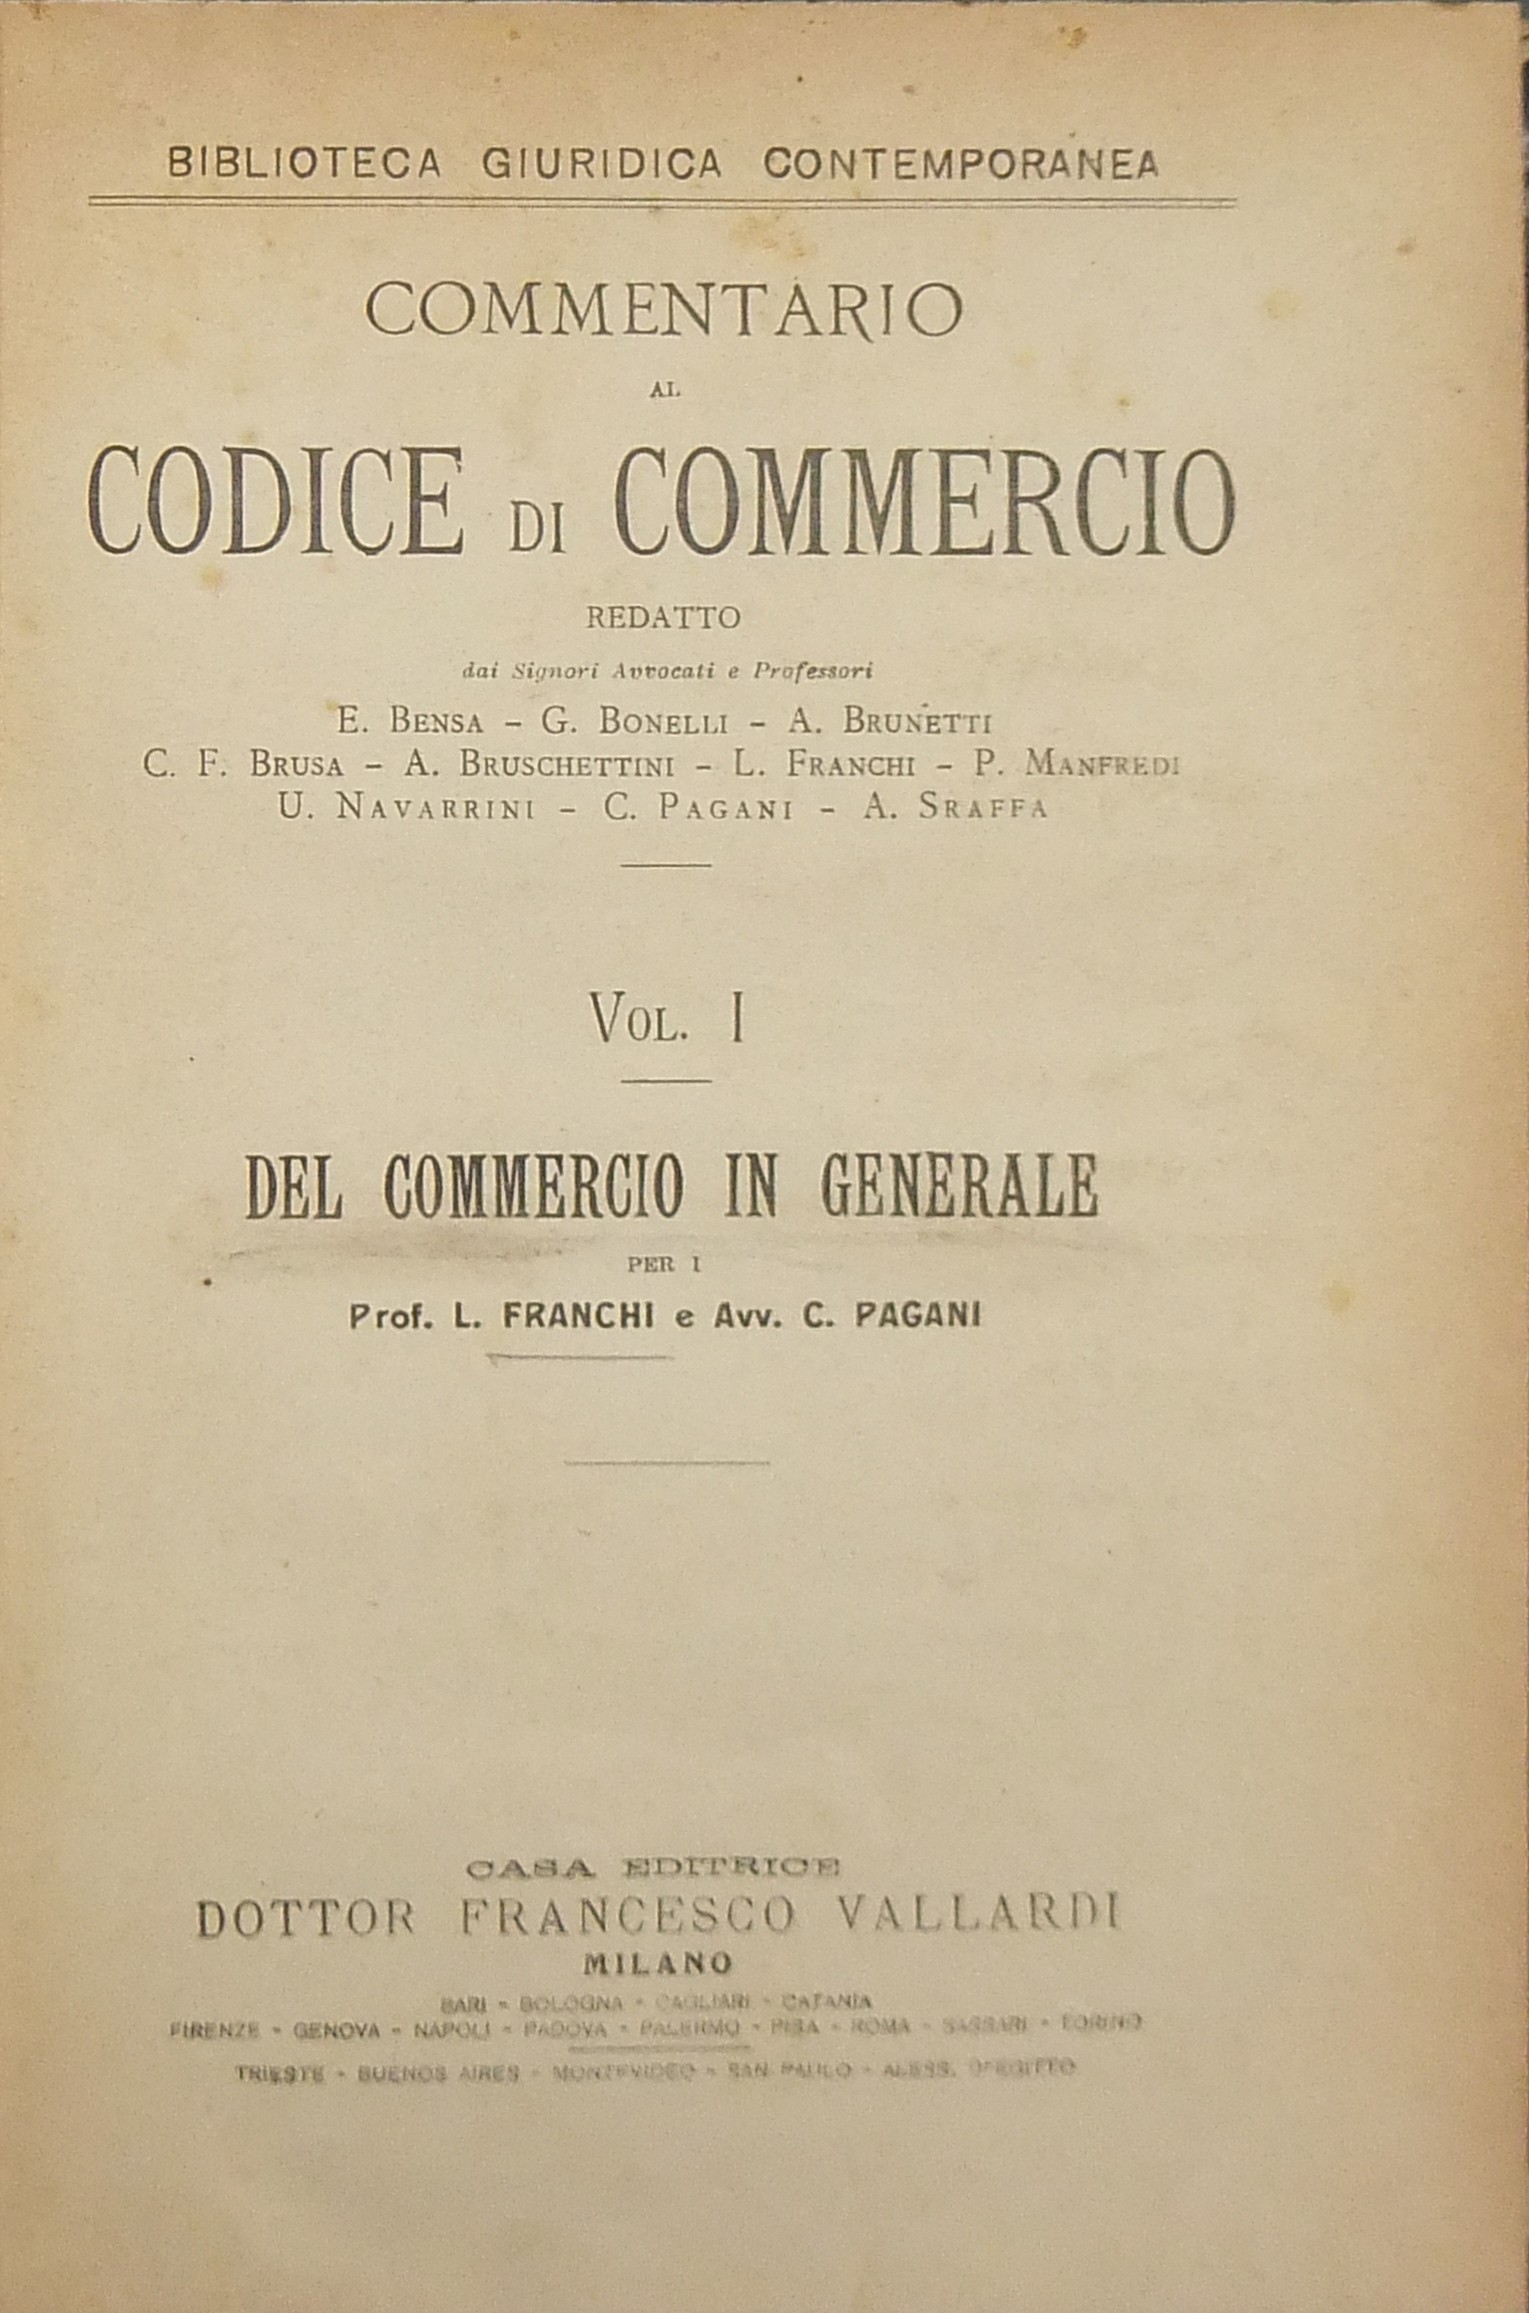 BIBLIOTECA GIURIDICA CONTEMPORANEA
COMMENTARIO
AL
CODICE DI COMMERCIO
REDATTO
dai Signori Avvocati e Professori
E. BENSA – G. BONELLI – A. BRUNETTI
C. F. BRUSA – A. BRUSCHETTINI – L. FRANCHI – P. MANFREDI
U. NAVARRINI – C. PAGANI – A. SRAFFA
VOL. I
DEL COMMERCIO IN GENERALE
PER I
Prof. L. FRANCHI e Avv. C. PAGANI
CASA EDITRICE
DOTTOR FRANCESCO VALLARDI
MILANO
BARI - BOLOGNA - CAGLIARI - CATANIA
FIRENZE - GENOVA - NAPOLI - PADOVA - PALERMO - PISA - ROMA - SASSARI - TORINO
TRIESTE - BUENOS AIRES - MONTEVIDEO - SAN PAULO - ALESS. D'EGITTO